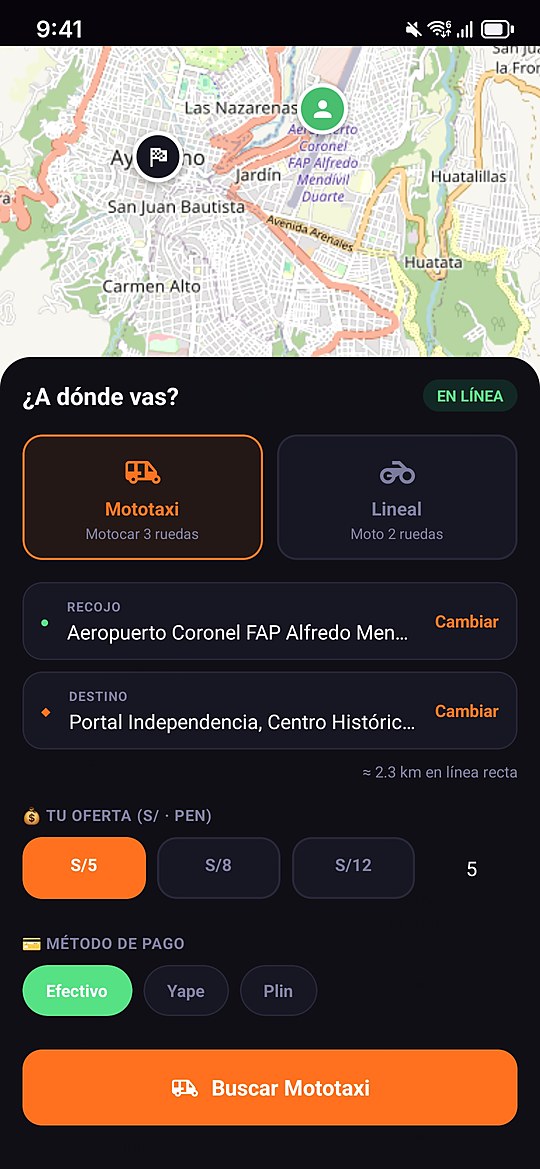 9:41
San Ju
la Fron
Las Nazarenas
Aeropuerto
Coronel
FAP Alfredo
Mendívil
Duarte
Jardín
Huatalillas
San Juan Bautista
Avenida Arenales
Huatata
Carmen Alto
¿A dónde vas?
EN LÍNEA
Mototaxi
Motocar 3 ruedas
Lineal
Moto 2 ruedas
RECOJO
Aeropuerto Coronel FAP Alfredo Men...
Cambiar
DESTINO
Portal Independencia, Centro Históric...
Cambiar
≈ 2.3 km en línea recta
💰 TU OFERTA (S/ · PEN)
S/5
S/8
S/12
5
💳 MÉTODO DE PAGO
Efectivo
Yape
Plin
Buscar Mototaxi